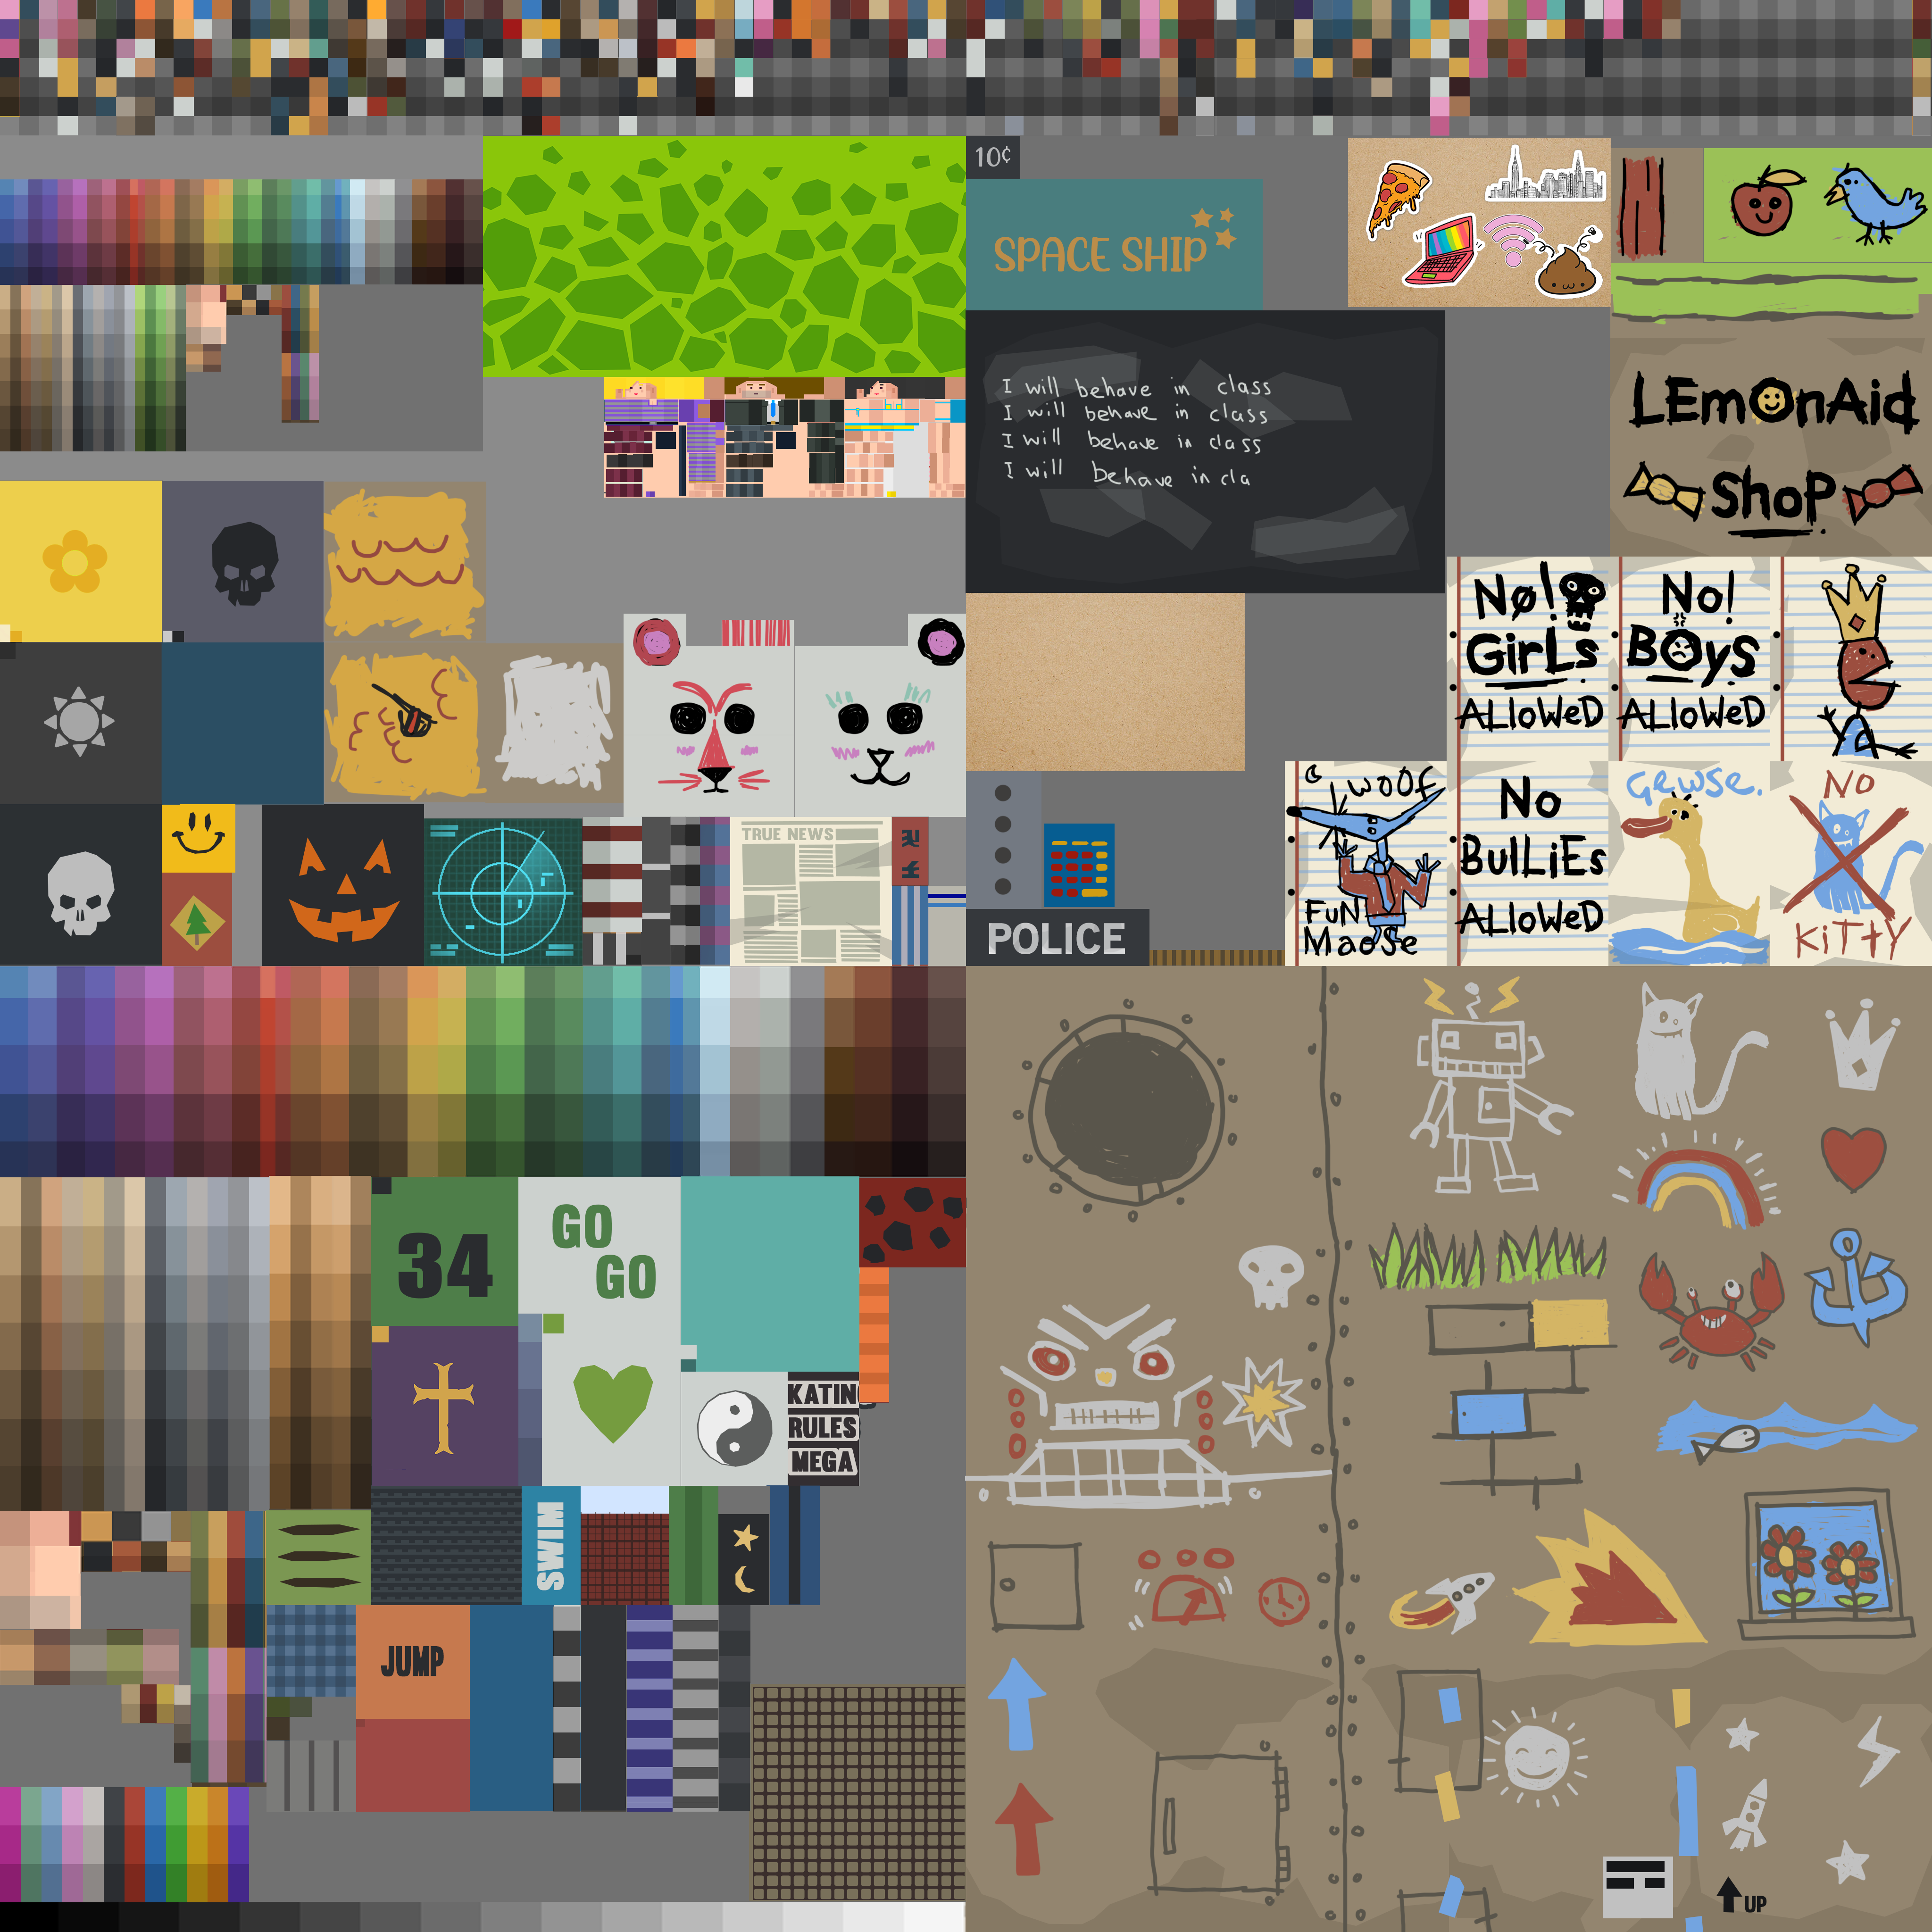 10¢
SPACE SHIP
I will behave in class
I will behave in class
I will behave in class
I will behave in cla
LEmOnAid
ShoP
NØ!
GirLs
ALloWeD
No!
BOys
ALloWeD
woof
FuN
Maose
No
BulLiEs
ALloWeD
Gewse.
NO
KiTTY
TRUE NEWS
POLICE
34
GO
GO
KATIN
RULES
MEGA
SWIM
JUMP
UP